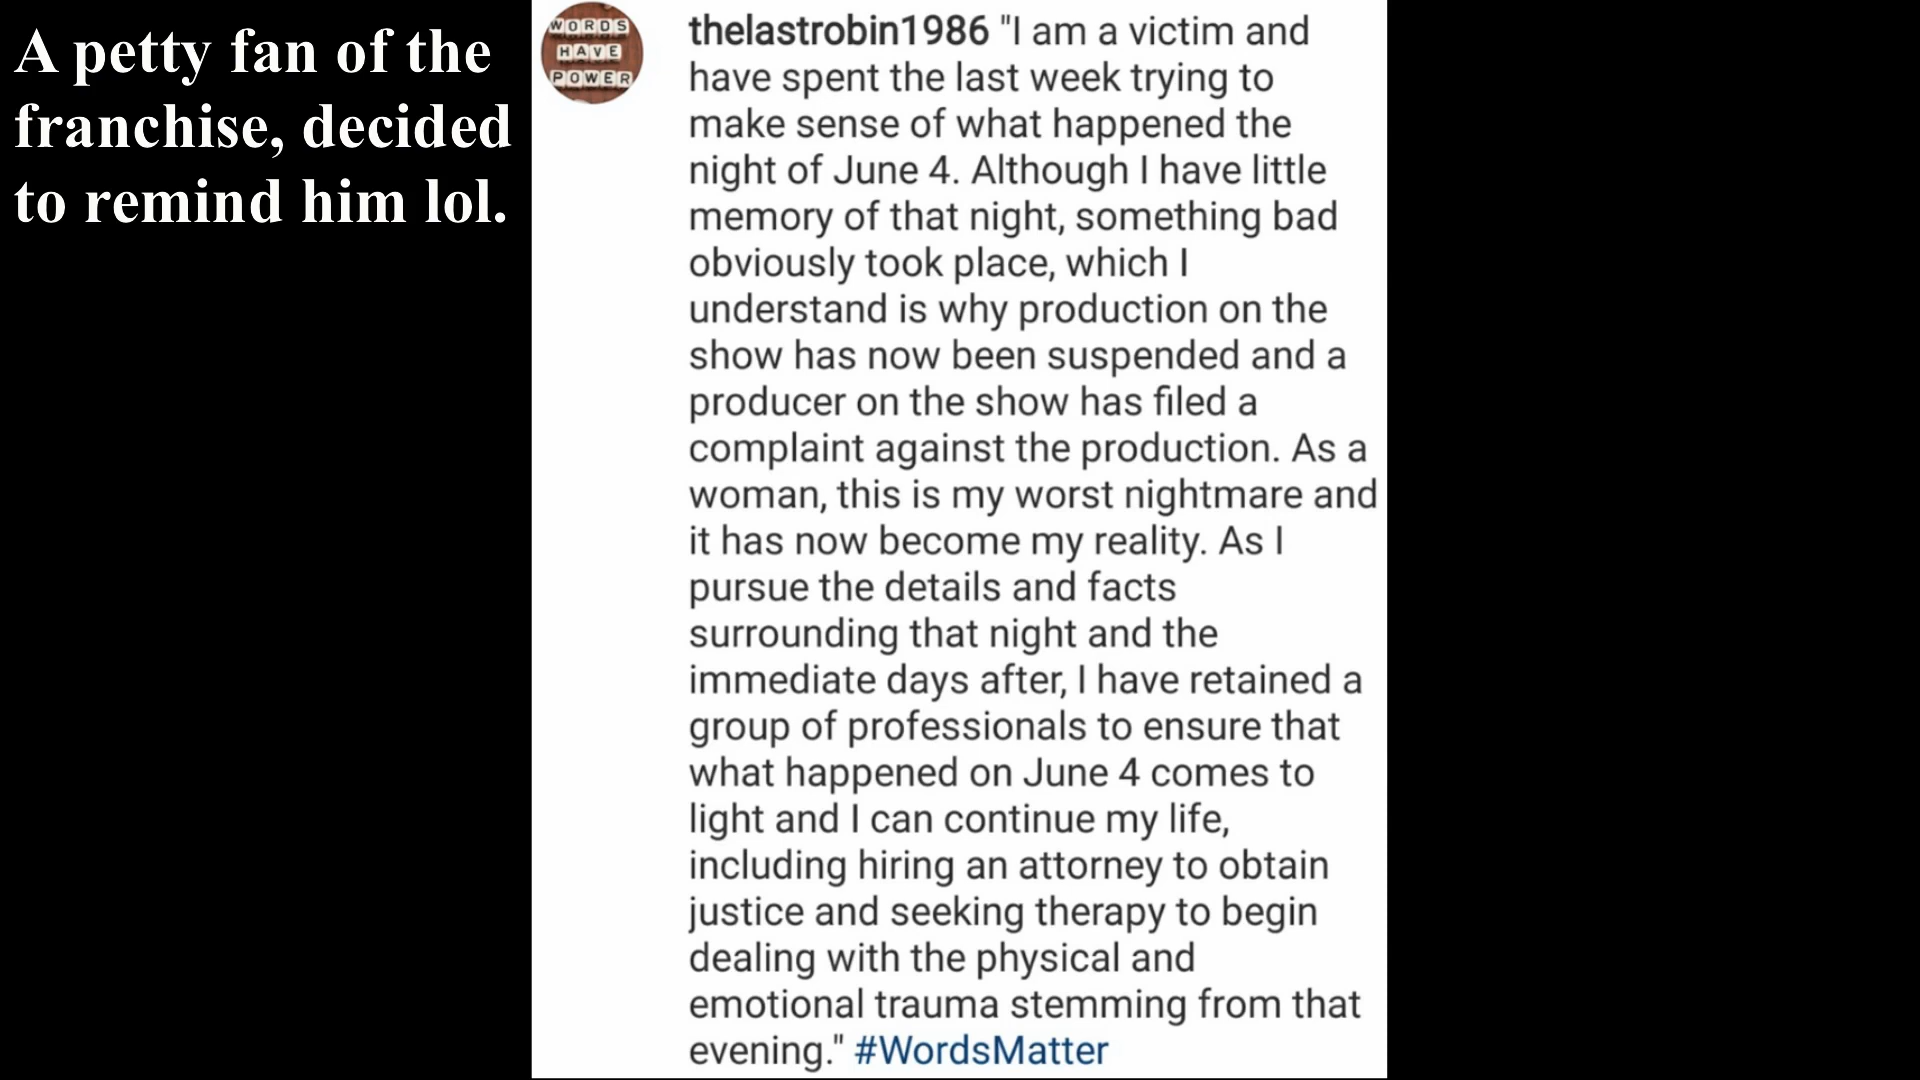 A petty fan of the
franchise, decided
to remind him lol.
WORDS
HAVE
POWER
thelastrobin1986 "I am a victim and
have spent the last week trying to
make sense of what happened the
night of June 4. Although I have little
memory of that night, something bad
obviously took place, which I
understand is why production on the
show has now been suspended and a
producer on the show has filed a
complaint against the production. As a
woman, this is my worst nightmare and
it has now become my reality. As I
pursue the details and facts
surrounding that night and the
immediate days after, I have retained a
group of professionals to ensure that
what happened on June 4 comes to
light and I can continue my life,
including hiring an attorney to obtain
justice and seeking therapy to begin
dealing with the physical and
emotional trauma stemming from that
evening." #WordsMatter